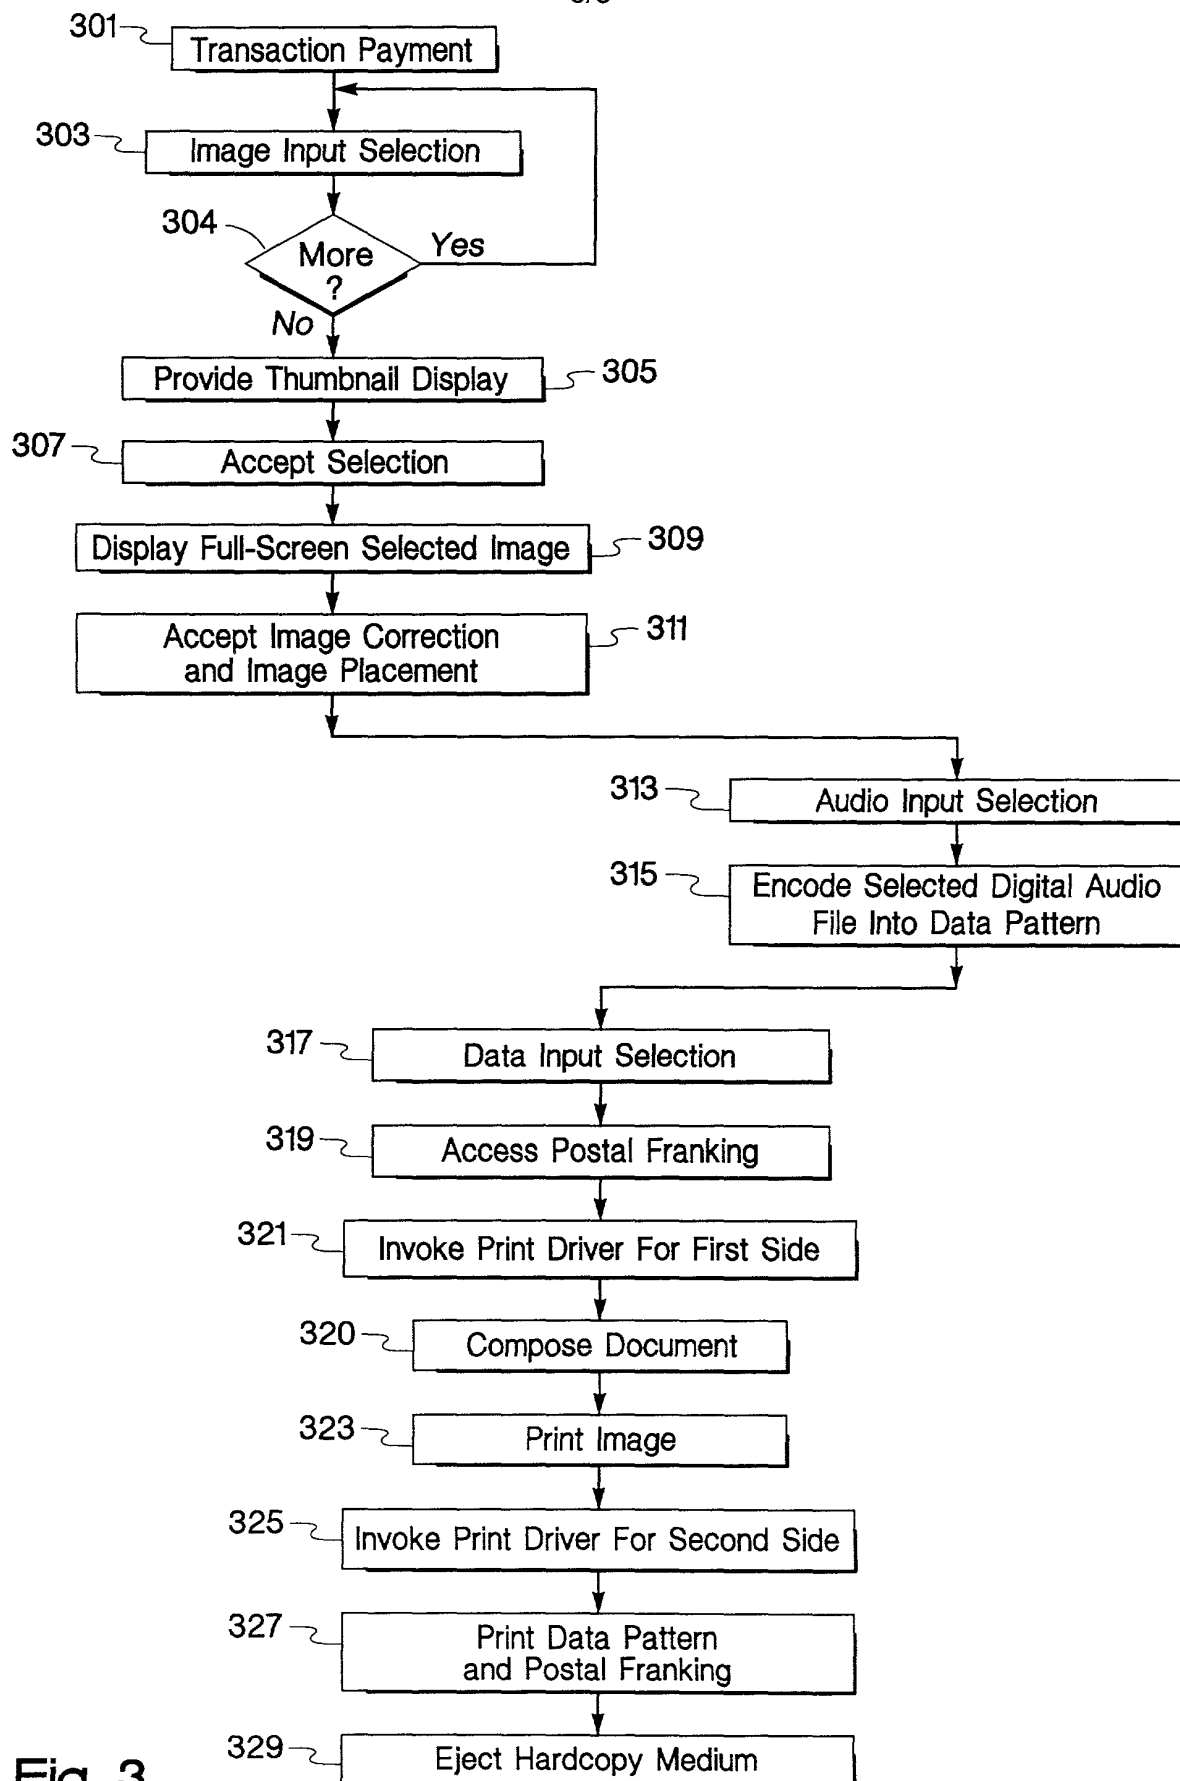 301
Transaction Payment
303
Image Input Selection
304
More
?
Yes
No
Provide Thumbnail Display
305
307
Accept Selection
Display Full-Screen Selected Image
309
Accept Image Correction
and Image Placement
311
313
Audio Input Selection
315
Encode Selected Digital Audio
File Into Data Pattern
317
Data Input Selection
319
Access Postal Franking
321
Invoke Print Driver For First Side
320
Compose Document
323
Print Image
325
Invoke Print Driver For Second Side
327
Print Data Pattern
and Postal Franking
329
Eject Hardcopy Medium
Fig. 3